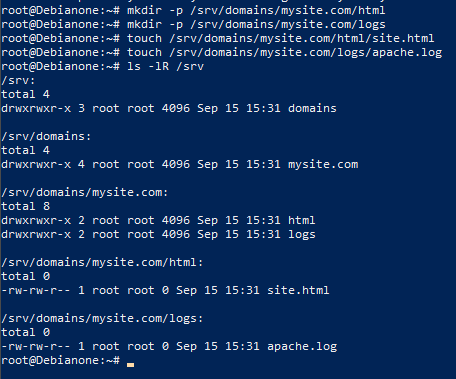 root@Debianone:~# mkdir -p /srv/domains/mysite.com/html
root@Debianone:~# mkdir -p /srv/domains/mysite.com/logs
root@Debianone:~# touch /srv/domains/mysite.com/html/site.html
root@Debianone:~# touch /srv/domains/mysite.com/logs/apache.log
root@Debianone:~# ls -lR /srv
/srv:
total 4
drwxrwxr-x 3 root root 4096 Sep 15 15:31 domains

/srv/domains:
total 4
drwxrwxr-x 4 root root 4096 Sep 15 15:31 mysite.com

/srv/domains/mysite.com:
total 8
drwxrwxr-x 2 root root 4096 Sep 15 15:31 html
drwxrwxr-x 2 root root 4096 Sep 15 15:31 logs

/srv/domains/mysite.com/html:
total 0
-rw-rw-r-- 1 root root 0 Sep 15 15:31 site.html

/srv/domains/mysite.com/logs:
total 0
-rw-rw-r-- 1 root root 0 Sep 15 15:31 apache.log
root@Debianone:~#